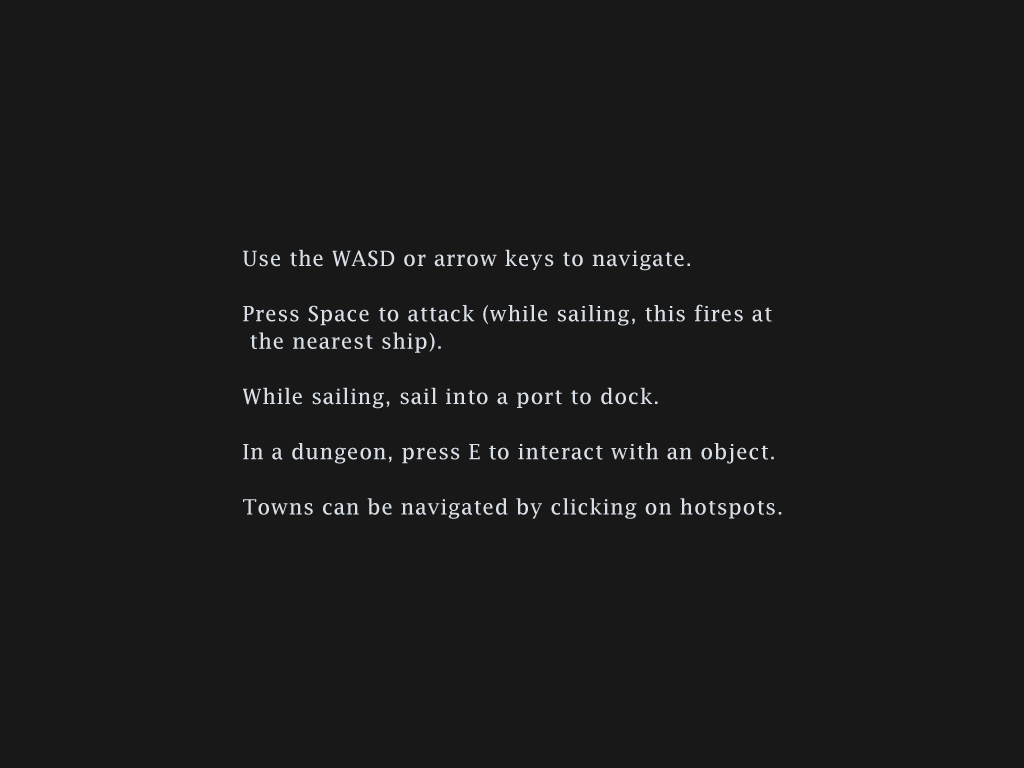 Use the WASD or arrow keys to navigate.
Press Space to attack (while sailing, this fires at
the nearest ship).
While sailing, sail into a port to dock.
In a dungeon, press E to interact with an object.
Towns can be navigated by clicking on hotspots.